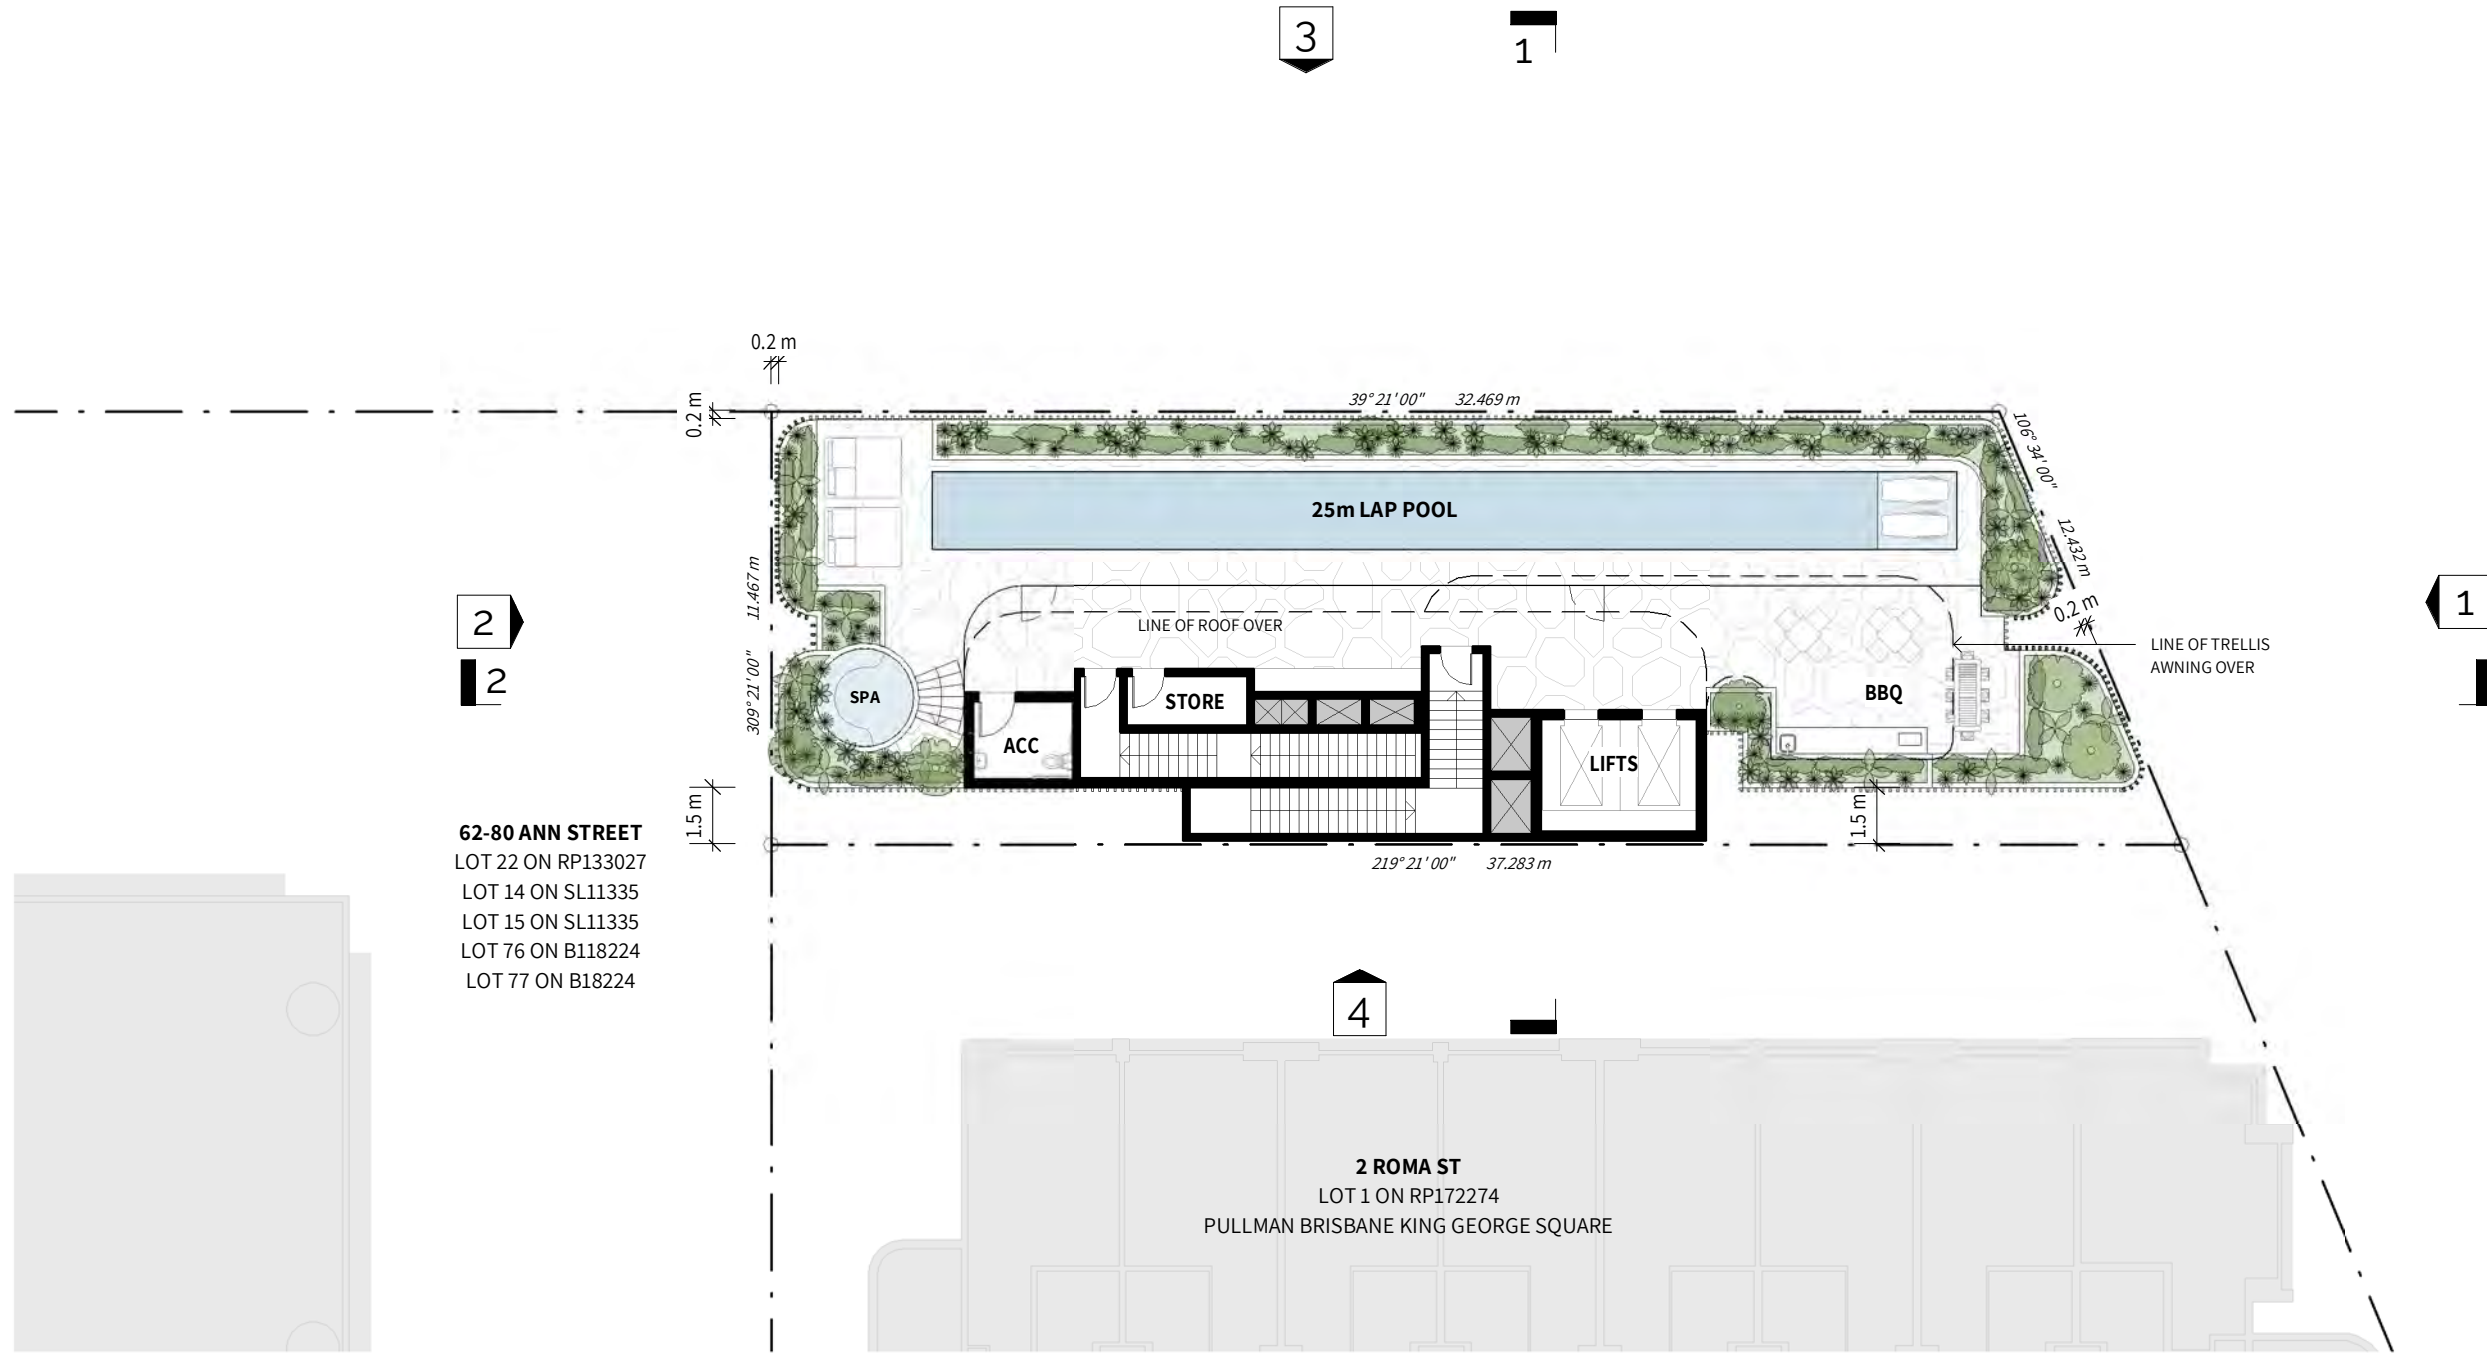 3
1
0.2 m
0.2 m
39° 21' 00"
32.469 m
106° 34' 00"
25m LAP POOL
12.432 m
11.467 m
0.2 m
2
1
LINE OF ROOF OVER
LINE OF TRELLIS
AWNING OVER
309° 21' 00"
2
SPA
STORE
BBQ
ACC
LIFTS
1.5 m
1.5 m
62-80 ANN STREET
LOT 22 ON RP133027
LOT 14 ON SL11335
LOT 15 ON SL11335
LOT 76 ON B118224
LOT 77 ON B18224
219° 21' 00"
37.283 m
4
2 ROMA ST
LOT 1 ON RP172274
PULLMAN BRISBANE KING GEORGE SQUARE